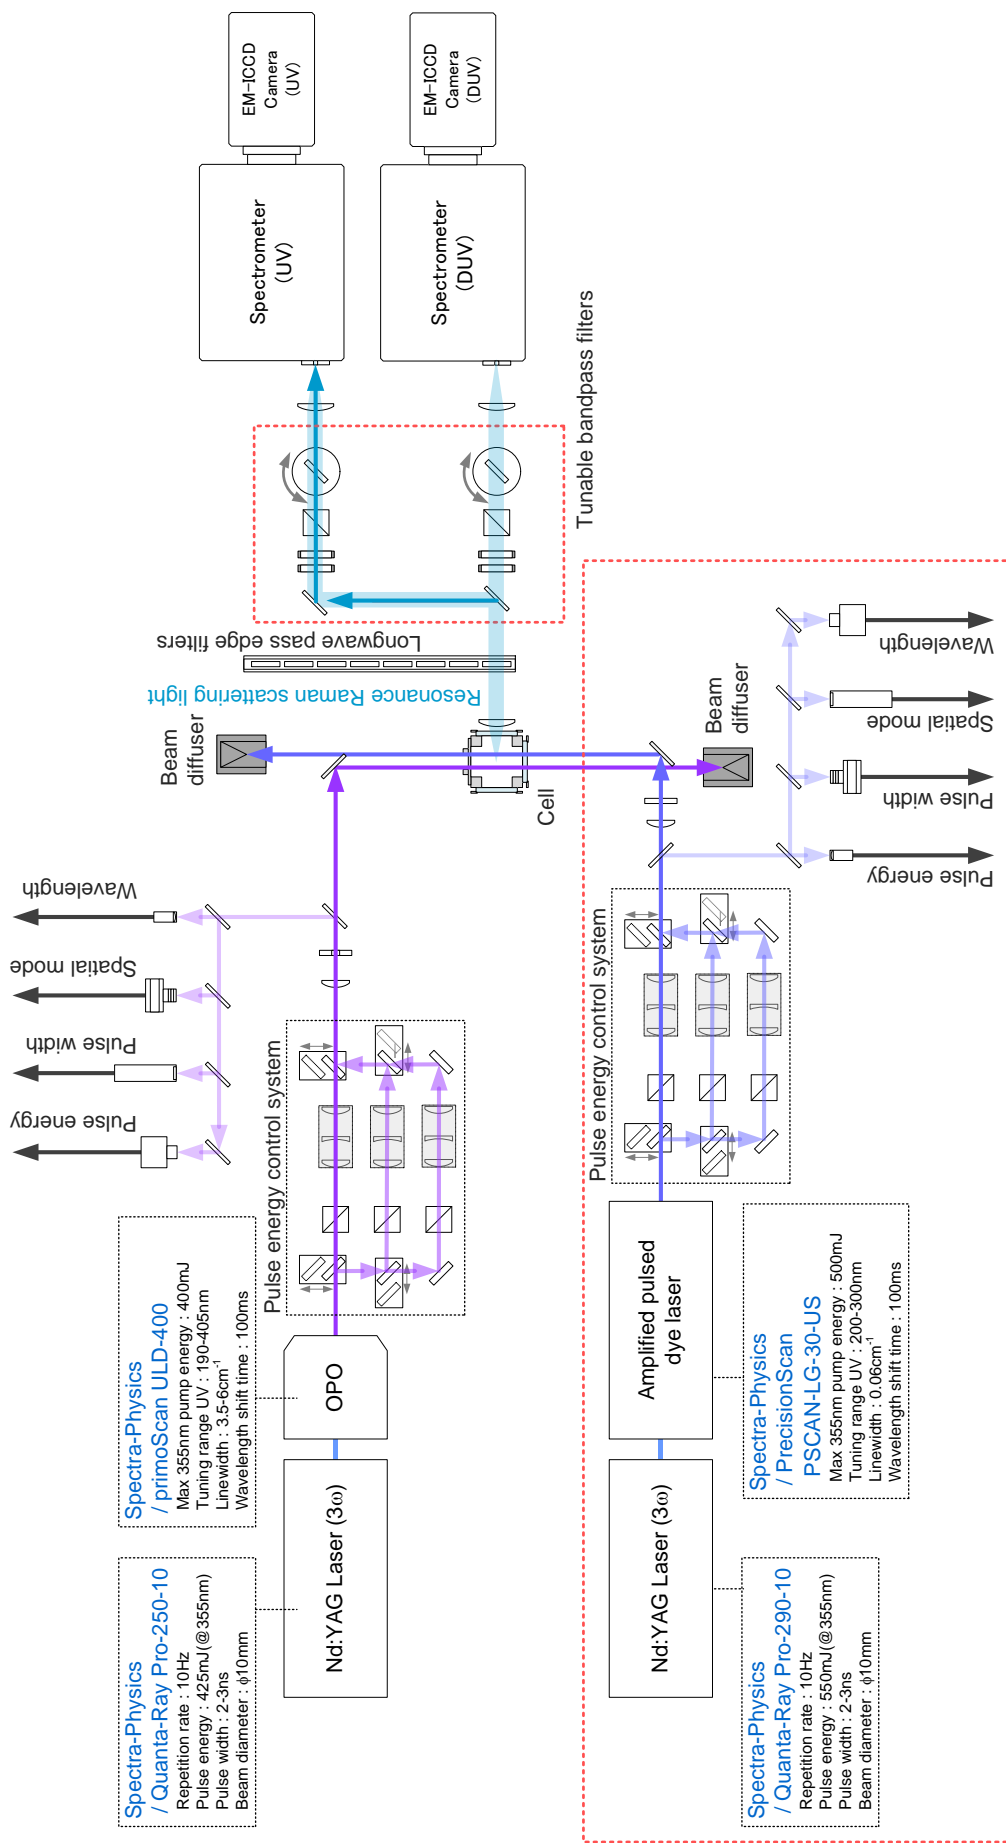 Spectra-Physics
/ Quanta-Ray Pro-250-10
Repetition rate : 10Hz
Pulse energy : 425mJ(@355nm)
Pulse width : 2-3ns
Beam diameter : ϕ10mm
Nd:YAG Laser (3ω)
Spectra-Physics
/ primoScan ULD-400
Max 355nm pump energy : 400mJ
Tuning range UV : 190-405nm
Linewidth : 3.5-6cm⁻¹
Wavelength shift time : 100ms
OPO
Pulse energy control system
Pulse energy
Pulse width
Spatial mode
Wavelength
Beam
diffuser
Cell
Resonance Raman scattering light
Longwave pass edge filters
Tunable bandpass filters
Spectrometer
(UV)
EM-ICCD
Camera
(UV)
Spectrometer
(DUV)
EM-ICCD
Camera
(DUV)
Nd:YAG Laser (3ω)
Spectra-Physics
/ Quanta-Ray Pro-290-10
Repetition rate : 10Hz
Pulse energy : 550mJ(@355nm)
Pulse width : 2-3ns
Beam diameter : ϕ10mm
Amplified pulsed
dye laser
Spectra-Physics
/ PrecisionScan
PSCAN-LG-30-US
Max 355nm pump energy : 500mJ
Tuning range UV : 200-300nm
Linewidth : 0.06cm⁻¹
Wavelength shift time : 100ms
Pulse energy control system
Beam
diffuser
Pulse energy
Pulse width
Spatial mode
Wavelength